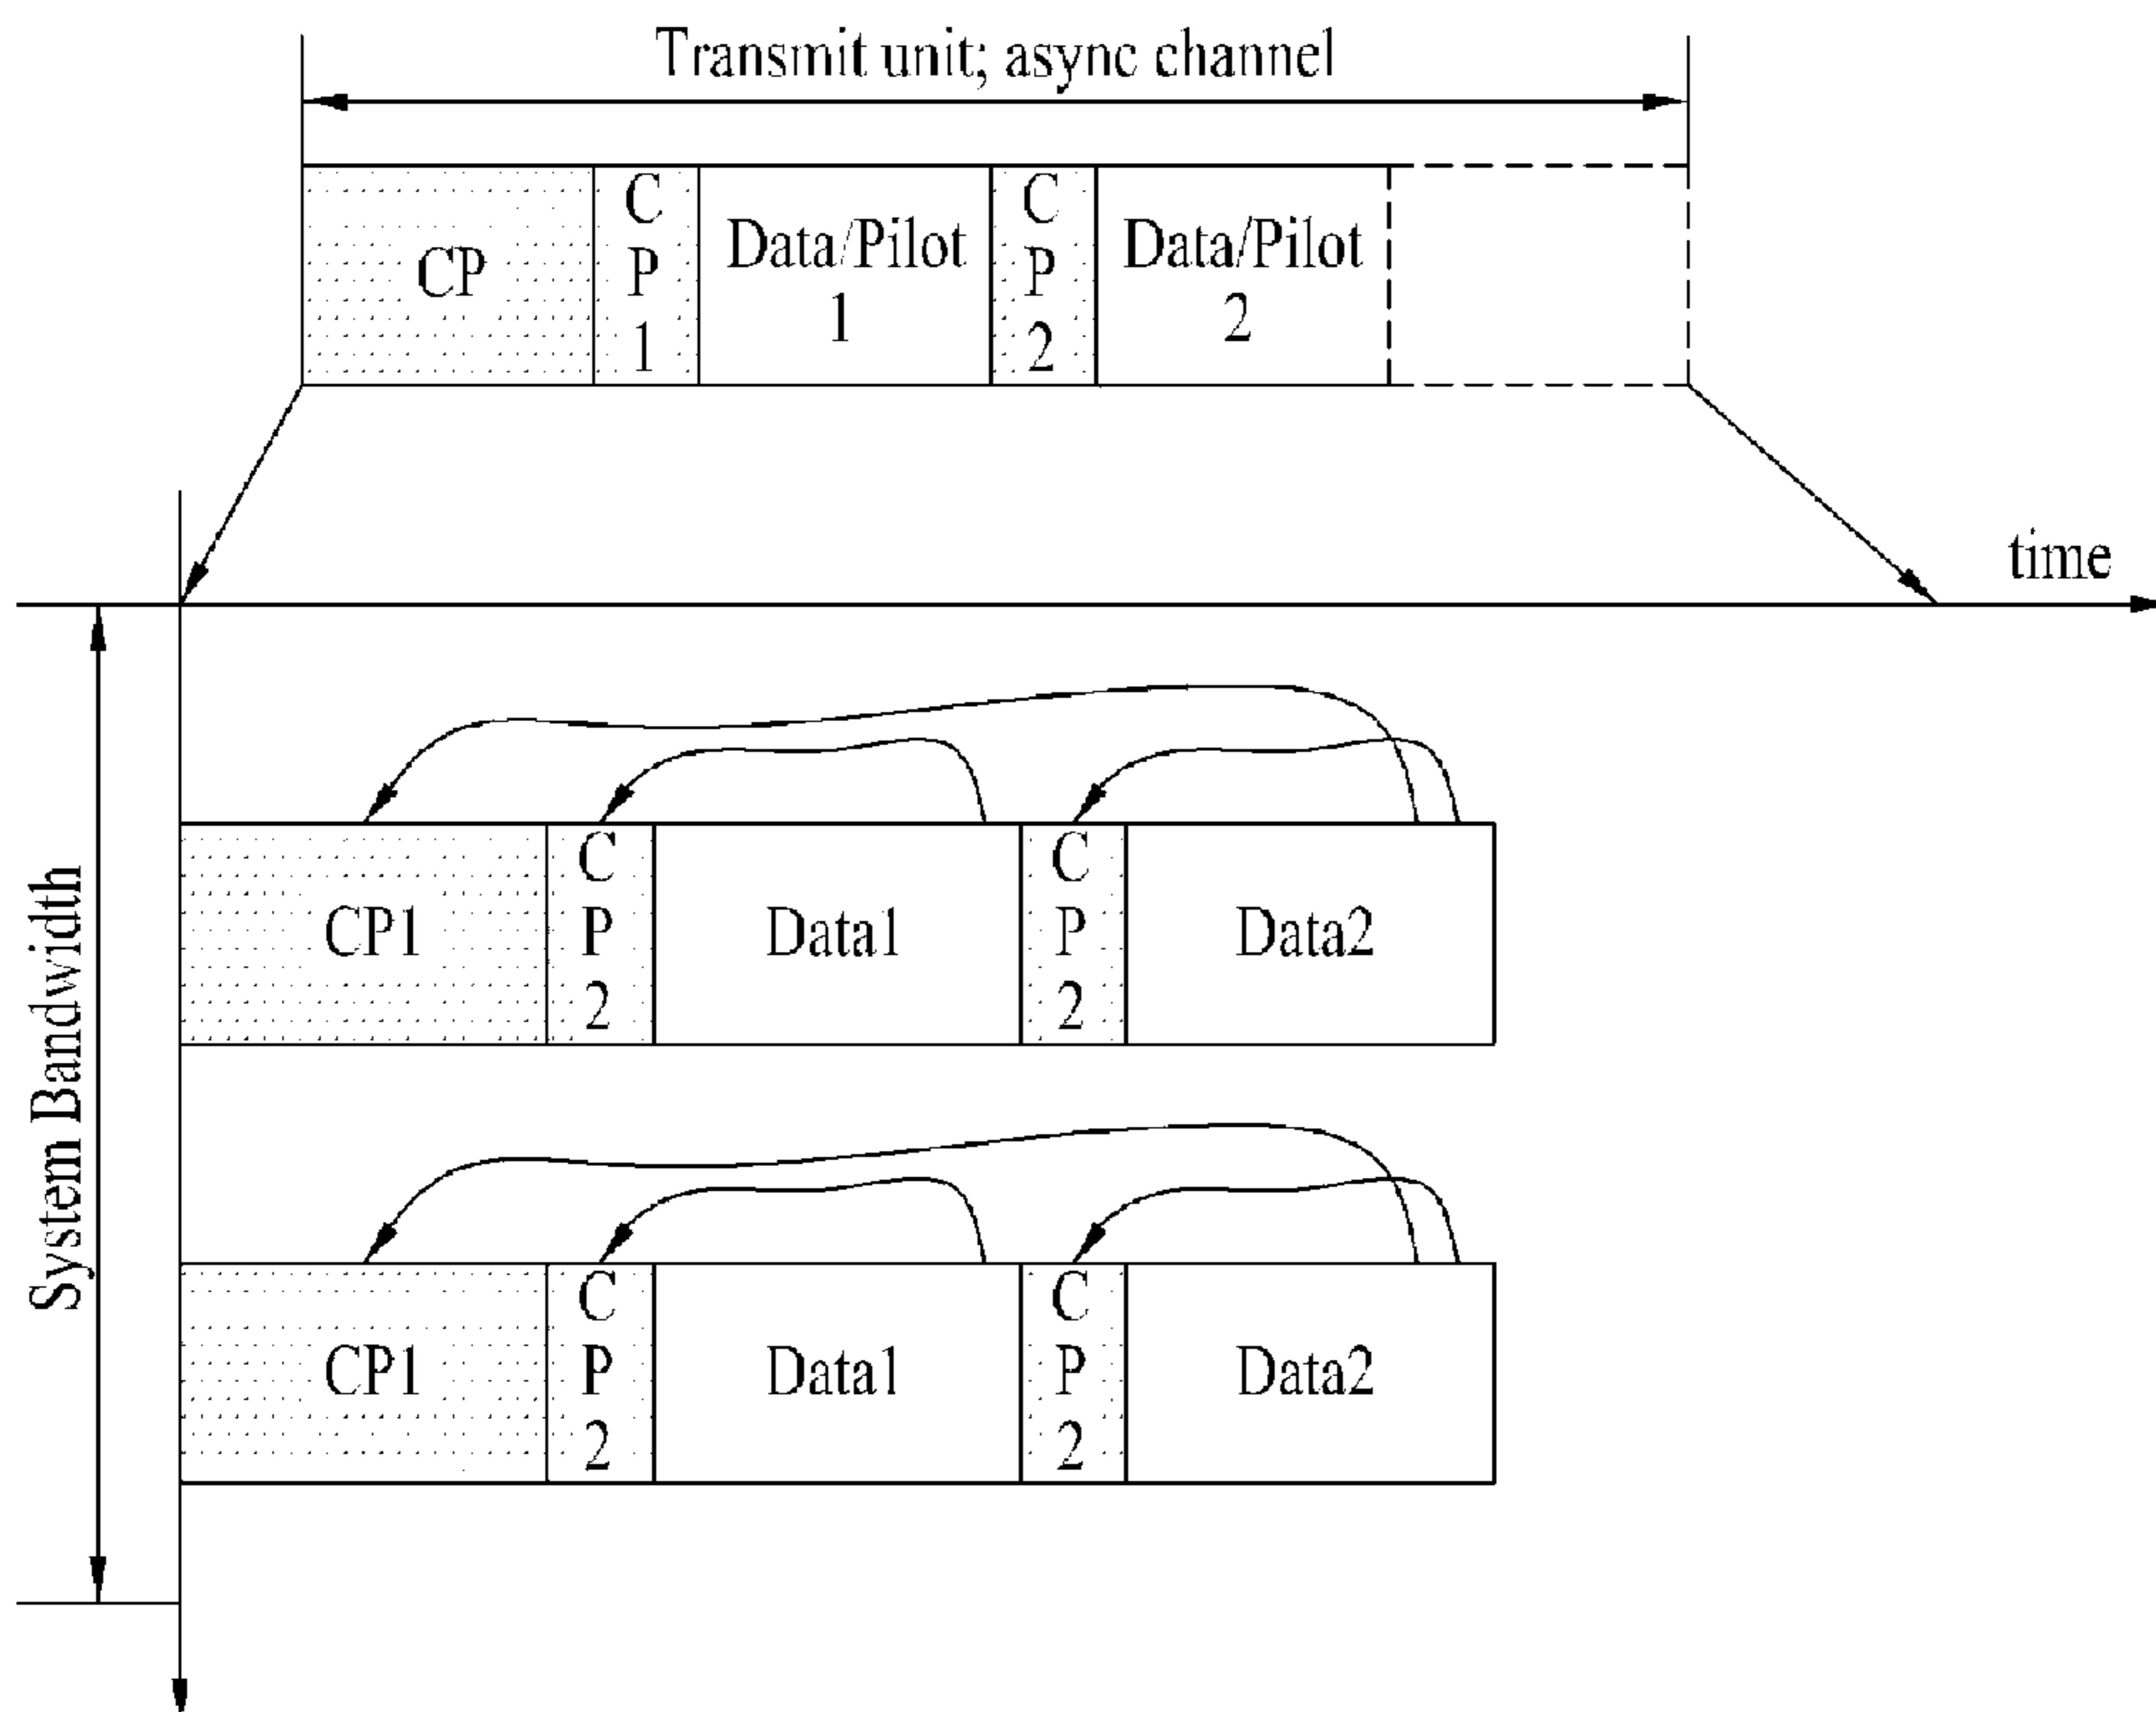 Transmit unit; async channel
CP
C
P
1
Data/Pilot
1
C
P
2
Data/Pilot
2
time
System Bandwidth
CP1
C
P
2
Data1
C
P
2
Data2
CP1
C
P
2
Data1
C
P
2
Data2